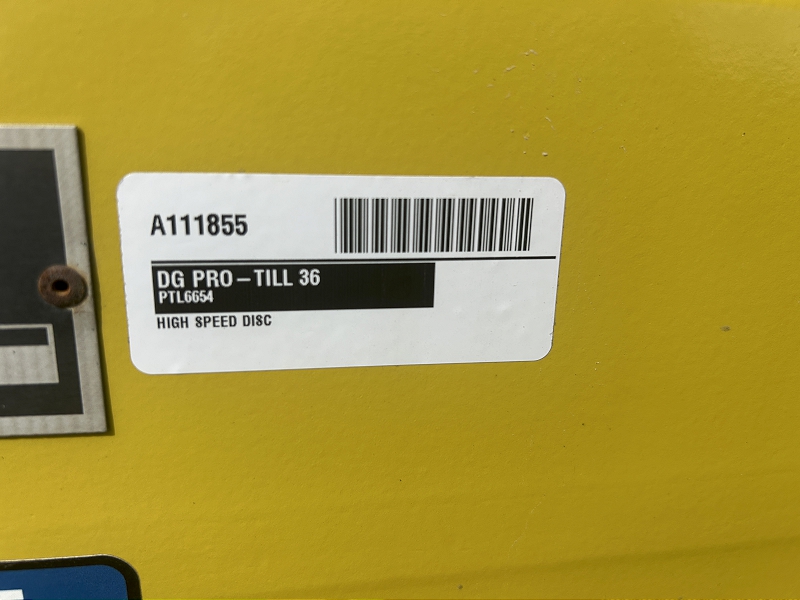 A111855
DG PRO-TILL 36
PTL6654
HIGH SPEED DISC